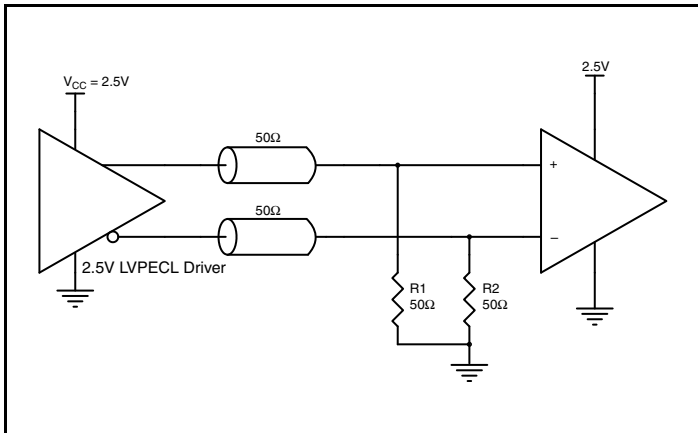 V_CC = 2.5V
2.5V
50Ω
50Ω
+
–
2.5V LVPECL Driver
R1
50Ω
R2
50Ω